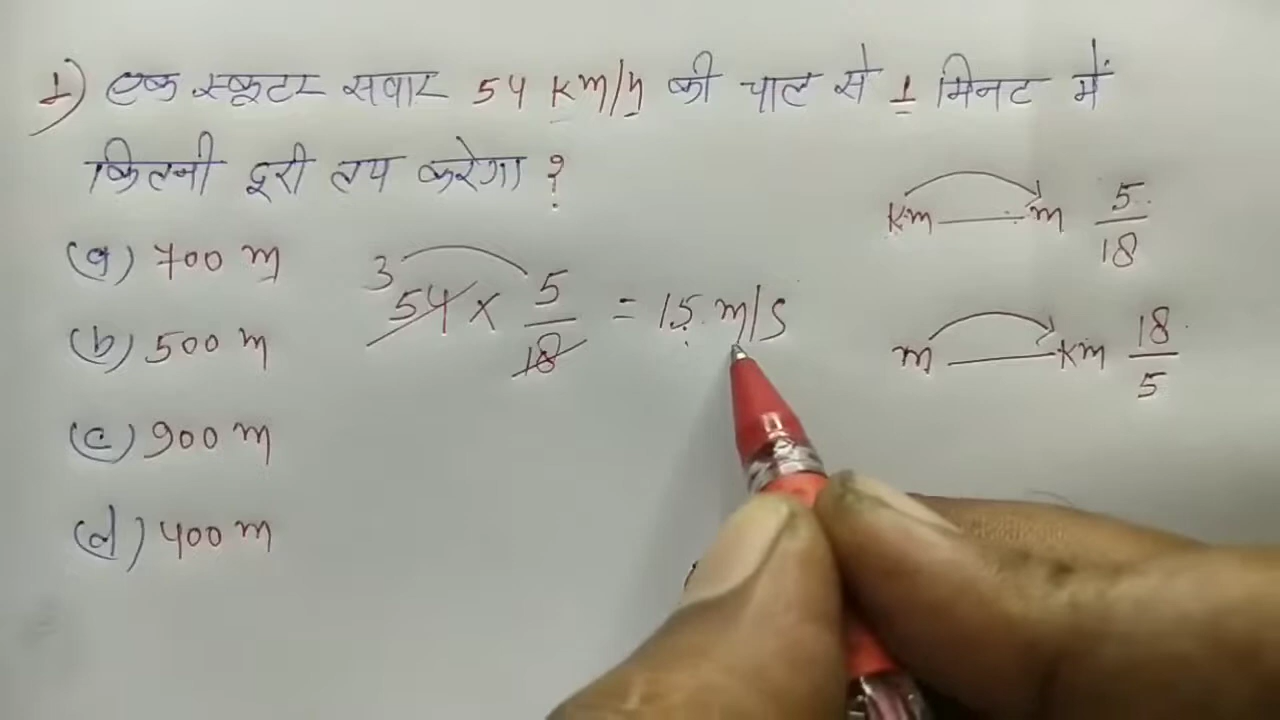 1) एक स्कूटर सवार 54 km/h की चाल से 1 मिनट में
कितनी दूरी तय करेगा ?
(a) 700 m
(b) 500 m
(c) 900 m
(d) 400 m
3
54 × 5/18 = 15 m/s
km — m 5/18
m — km 18/5